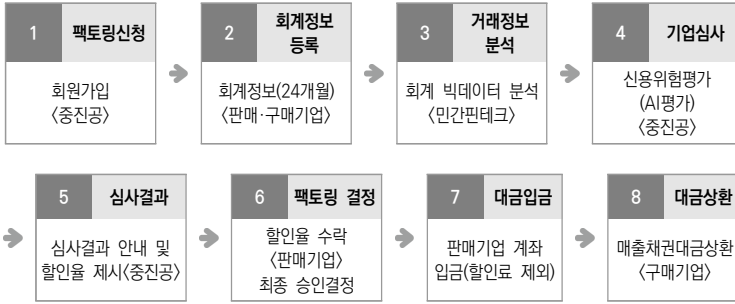 1 팩토링신청
회원가입
〈중진공〉
2 회계정보
등록
회계정보(24개월)
〈판매·구매기업〉
3 거래정보
분석
회계 빅데이터 분석
〈민간핀테크〉
4 기업심사
신용위험평가
(AI평가)
〈중진공〉
5 심사결과
심사결과 안내 및
할인율 제시〈중진공〉
6 팩토링 결정
할인율 수락
〈판매기업〉
최종 승인결정
7 대금입금
판매기업 계좌
입금(할인료 제외)
8 대금상환
매출채권대금상환
〈구매기업〉